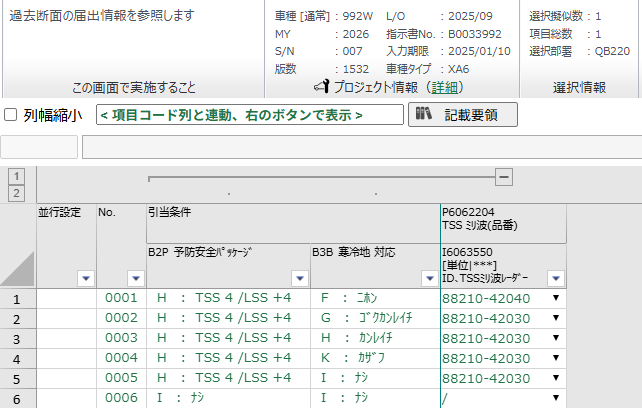 過去断面の届出情報を参照します
この画面で実施すること
車種 [通常] : 992W L/O : 2025/09
MY : 2026 指示書No. : B0033992
S/N : 007 入力期限 : 2025/01/10
版数 : 1532 車種タイプ : XA6
プロジェクト情報（詳細）
選択擬似数 : 1
項目総数 : 1
選択部署 : QB220
選択情報
列幅縮小
< 項目コード列と連動、右のボタンで表示 >
記載要領
1
2
並行設定 No. 引当条件 P6062204
TSS ﾐﾘ波(品番)
B2P 予防安全ﾊﾟｯｹｰｼﾞ B3B 寒冷地 対応 I6063550
[単位|***]
ID､TSSﾐﾘ波ﾚｰﾀﾞｰ
1 0001 H : TSS 4 /LSS +4 F : ﾆﾎﾝ 88210-42040
2 0002 H : TSS 4 /LSS +4 G : ｺﾞｸｶﾝﾚｲﾁ 88210-42030
3 0003 H : TSS 4 /LSS +4 H : ｶﾝﾚｲﾁ 88210-42030
4 0004 H : TSS 4 /LSS +4 K : ｶｻﾞﾌ 88210-42030
5 0005 H : TSS 4 /LSS +4 I : ﾅｼ 88210-42030
6 0006 I : ﾅｼ I : ﾅｼ /